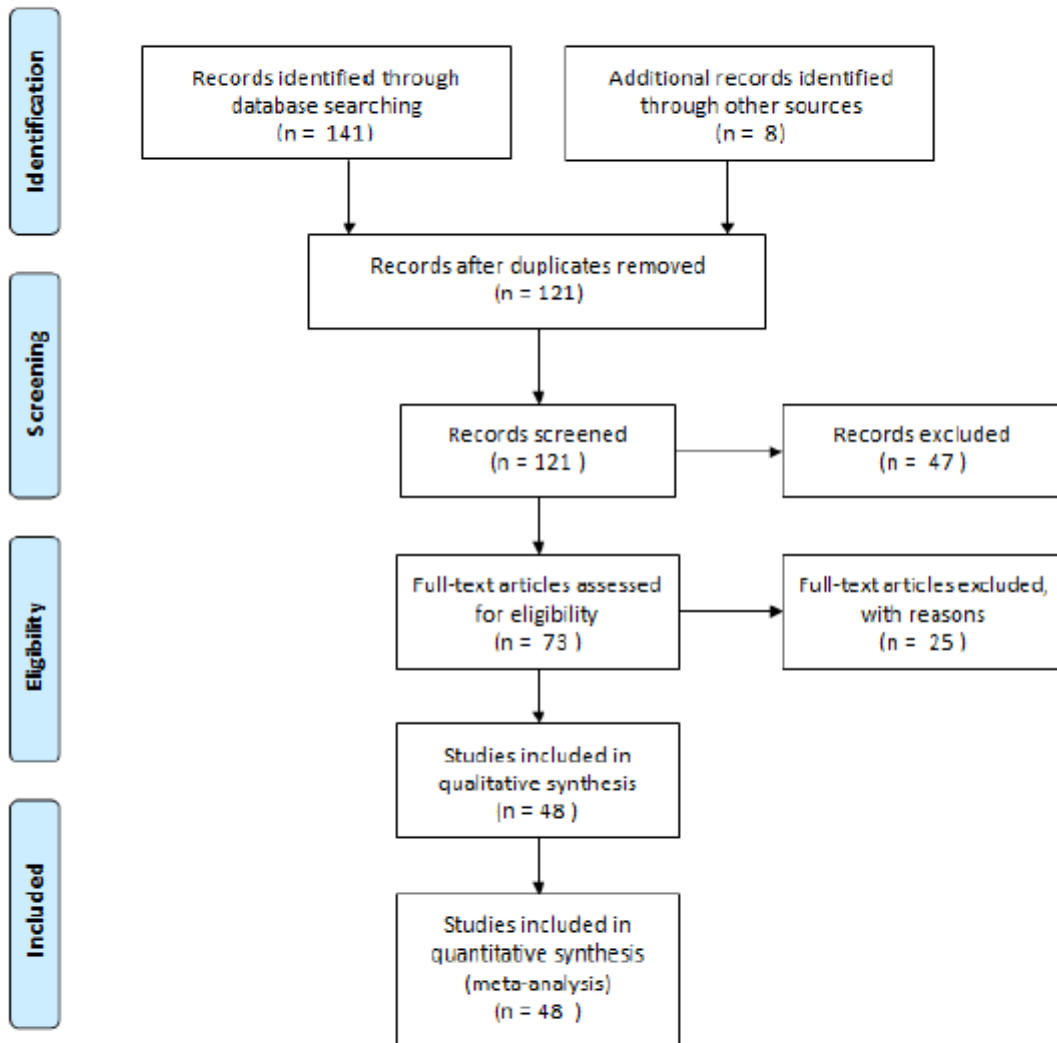 Identification
Records identified through
database searching
(n = 141)
Additional records identified
through other sources
(n = 8)
Records after duplicates removed
(n = 121)
Screening
Records screened
(n = 121 )
Records excluded
(n = 47 )
Eligibility
Full-text articles assessed
for eligibility
(n = 73 )
Full-text articles excluded,
with reasons
(n = 25 )
Studies included in
qualitative synthesis
(n = 48 )
Included
Studies included in
quantitative synthesis
(meta-analysis)
(n = 48 )